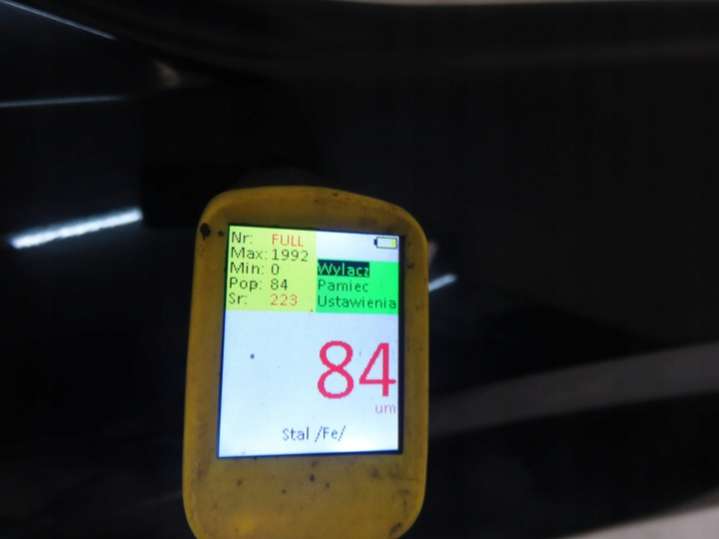 Nr: FULL
Max: 1992
Min: 0
Pop: 84
Sr: 223
Wylacz
Pamiec
Ustawienia
84
um
Stal /Fe/